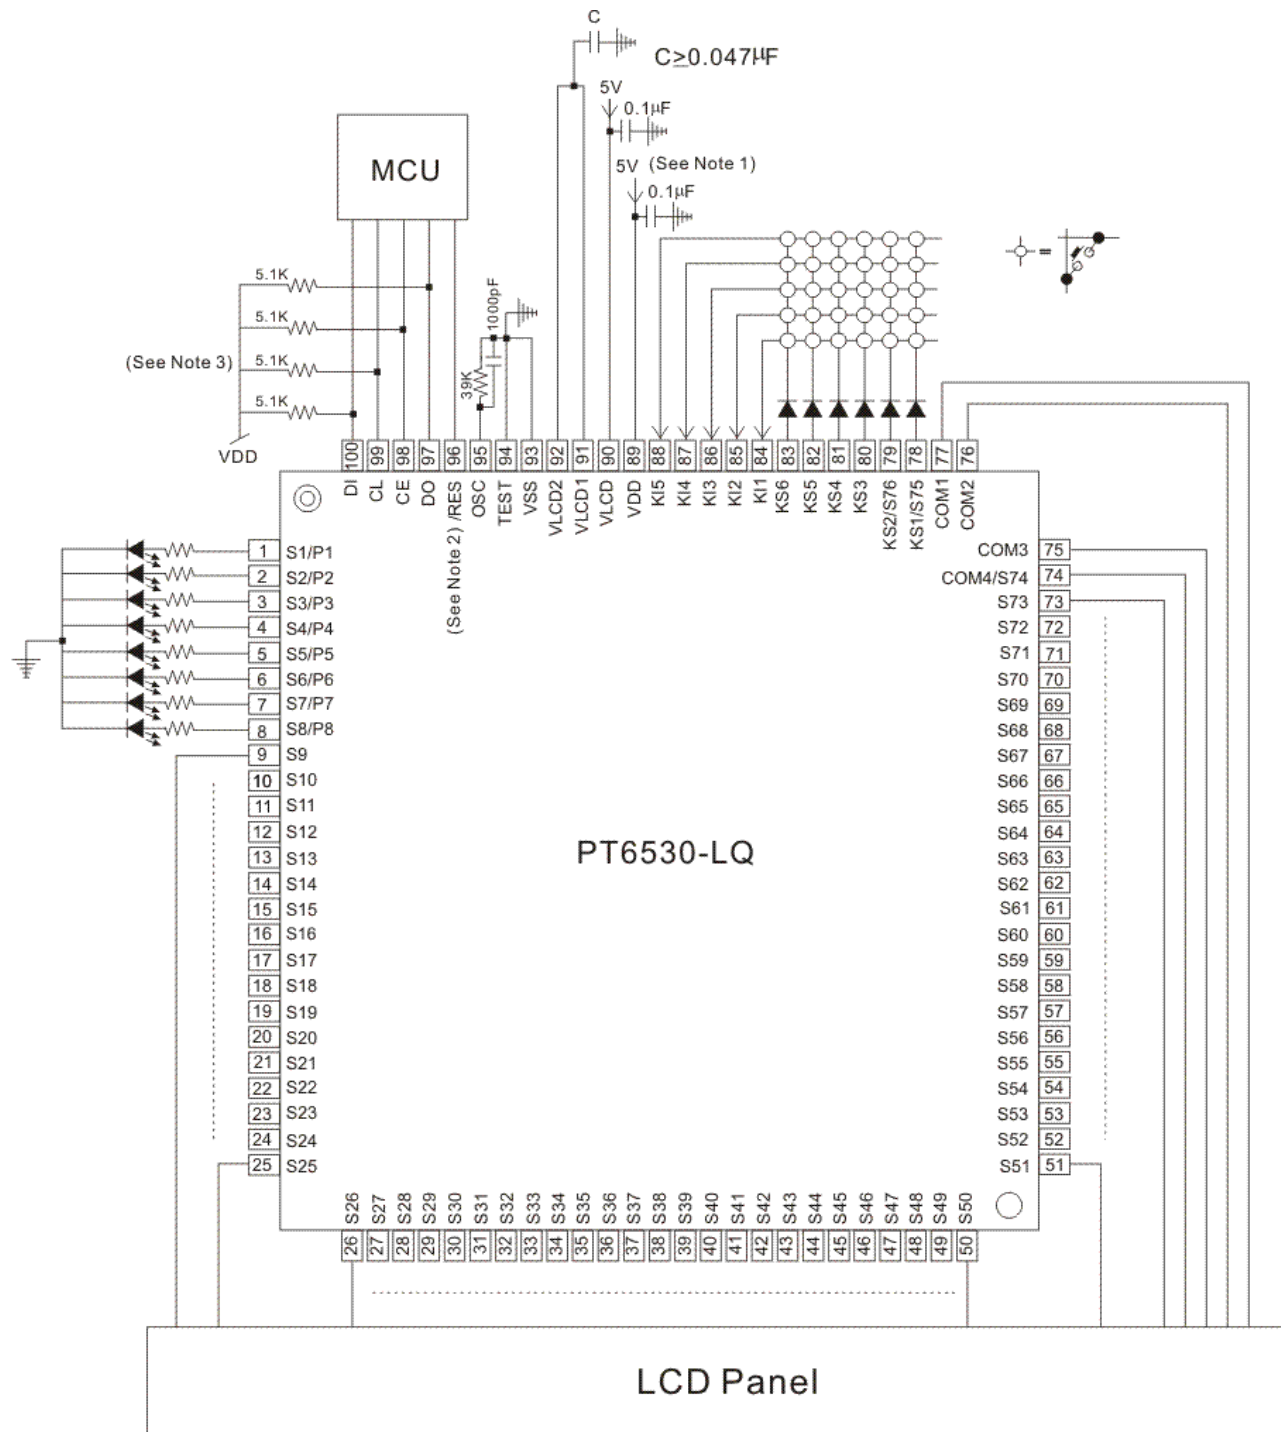 C
C≥0.047µF
5V
0.1µF
5V (See Note 1)
0.1µF
MCU
5.1K
5.1K
(See Note 3)
5.1K
5.1K
VDD
1000pF
39K
=
100 99 98 97 96 95 94 93 92 91 90 89 88 87 86 85 84 83 82 81 80 79 78 77 76
DI
CL
CE
DO
(See Note 2) /RES
OSC
TEST
VSS
VLCD2
VLCD1
VLCD
VDD
KI5
KI4
KI3
KI2
KI1
KS6
KS5
KS4
KS3
KS2/S76
KS1/S75
COM1
COM2
1 S1/P1
2 S2/P2
3 S3/P3
4 S4/P4
5 S5/P5
6 S6/P6
7 S7/P7
8 S8/P8
9 S9
10 S10
11 S11
12 S12
13 S13
14 S14
15 S15
16 S16
17 S17
18 S18
19 S19
20 S20
21 S21
22 S22
23 S23
24 S24
25 S25
PT6530-LQ
COM3 75
COM4/S74 74
S73 73
S72 72
S71 71
S70 70
S69 69
S68 68
S67 67
S66 66
S65 65
S64 64
S63 63
S62 62
S61 61
S60 60
S59 59
S58 58
S57 57
S56 56
S55 55
S54 54
S53 53
S52 52
S51 51
S26 S27 S28 S29 S30 S31 S32 S33 S34 S35 S36 S37 S38 S39 S40 S41 S42 S43 S44 S45 S46 S47 S48 S49 S50
26 27 28 29 30 31 32 33 34 35 36 37 38 39 40 41 42 43 44 45 46 47 48 49 50
LCD Panel